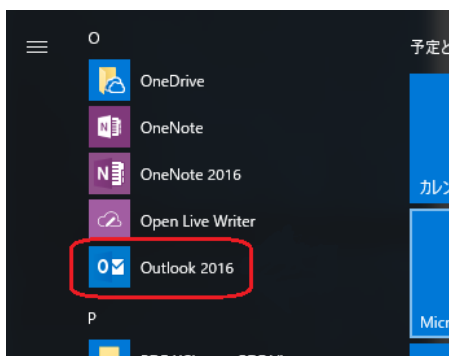 O
予定と
OneDrive
OneNote
OneNote 2016
カレン
Open Live Writer
Outlook 2016
P
Micr